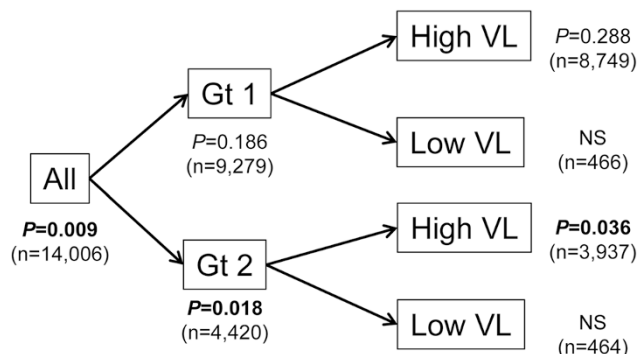 All
P=0.009
(n=14,006)
Gt 1
P=0.186
(n=9,279)
Gt 2
P=0.018
(n=4,420)
High VL
P=0.288
(n=8,749)
Low VL
NS
(n=466)
High VL
P=0.036
(n=3,937)
Low VL
NS
(n=464)